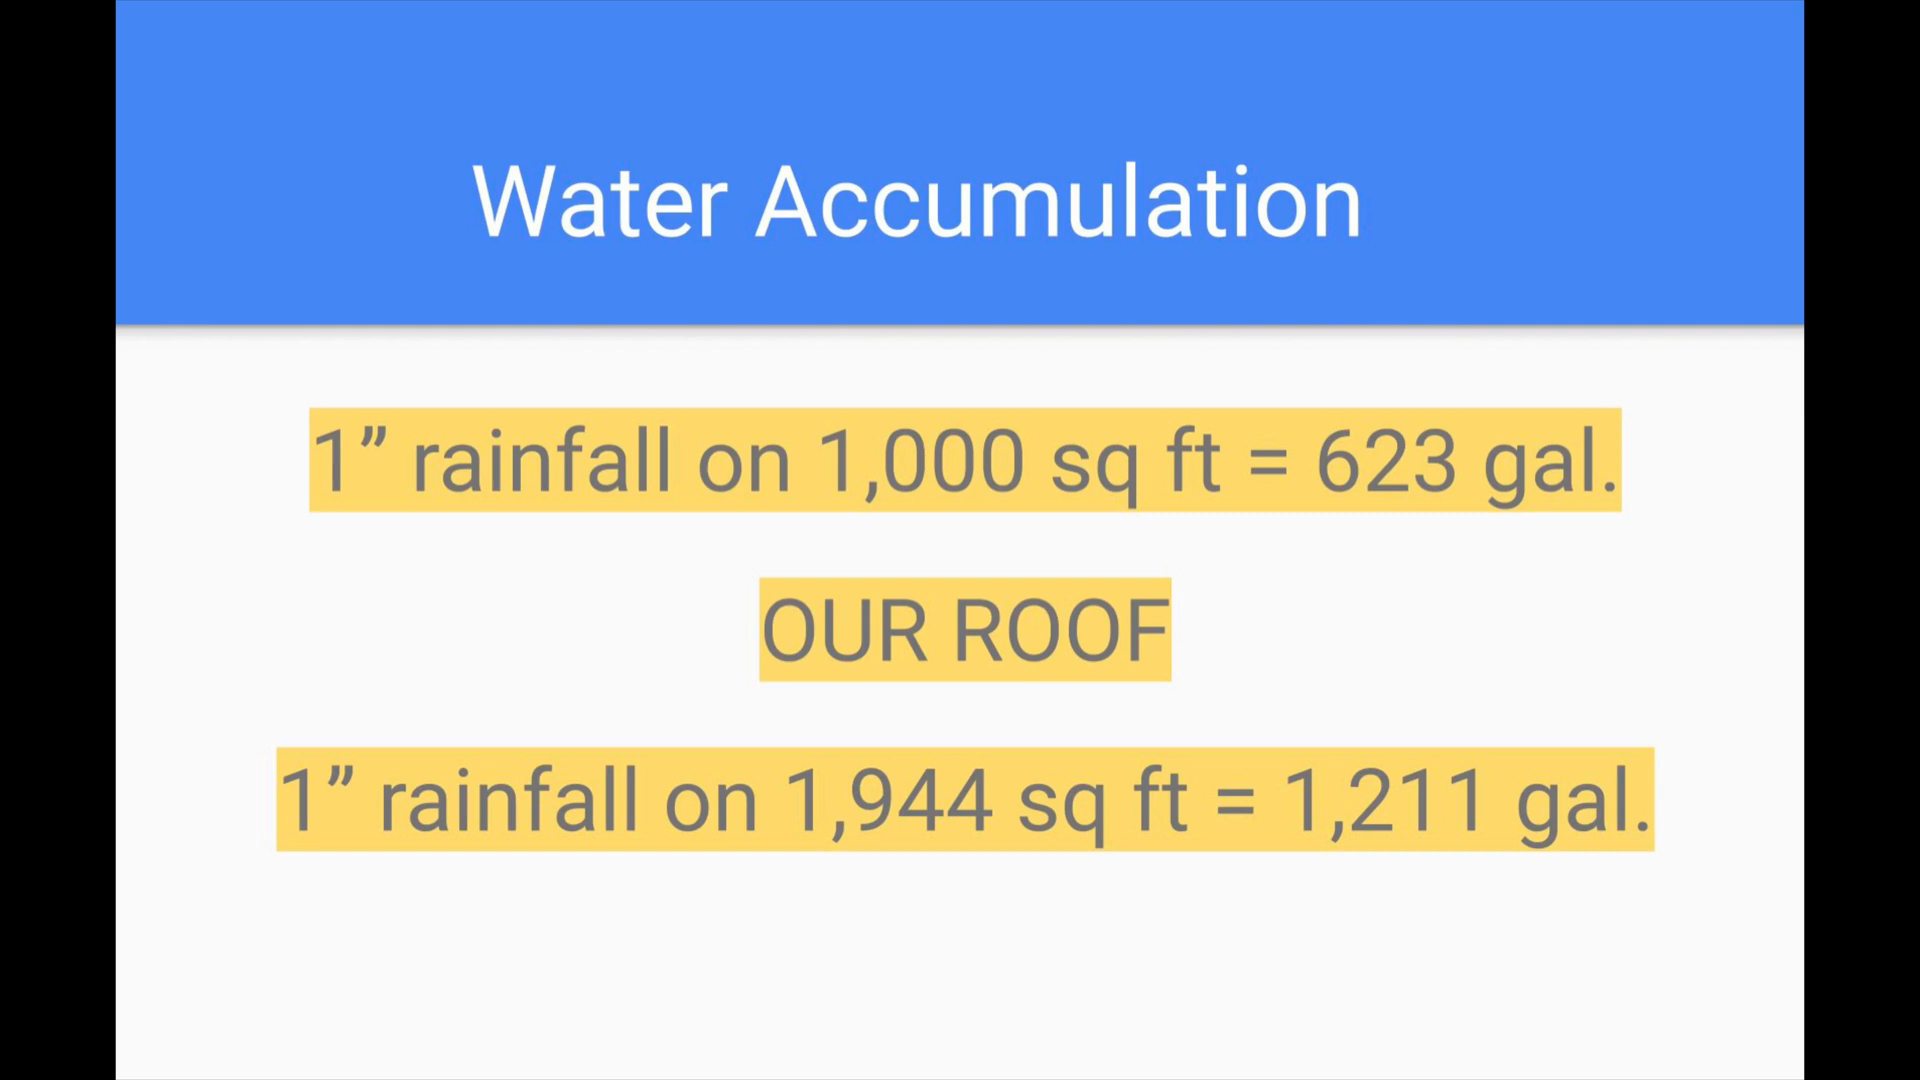 Water Accumulation
1” rainfall on 1,000 sq ft = 623 gal.
OUR ROOF
1” rainfall on 1,944 sq ft = 1,211 gal.